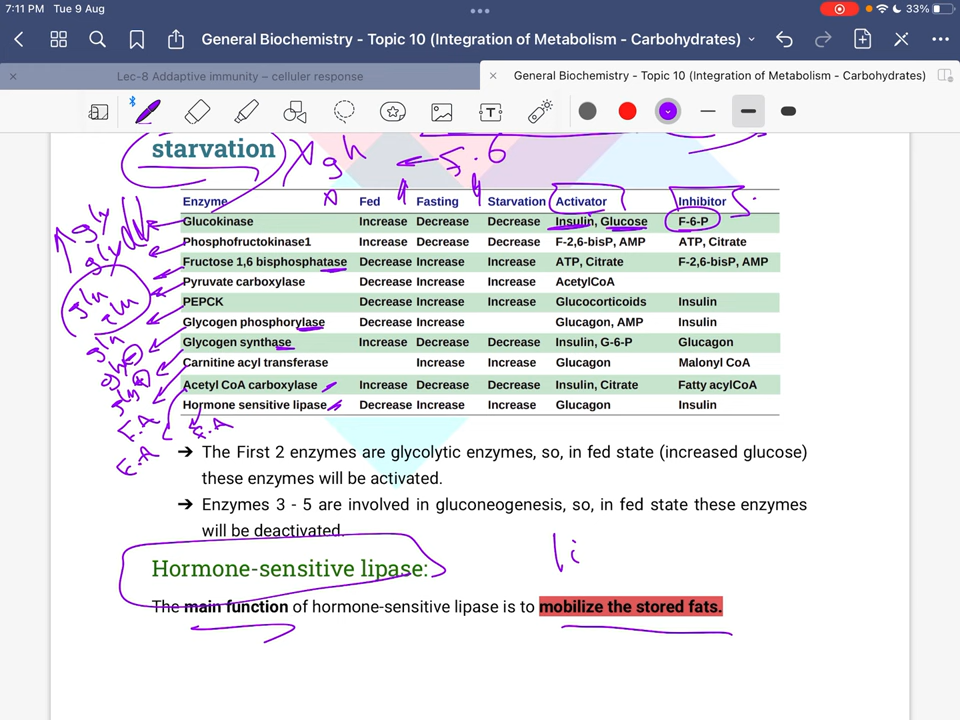 7:11 PM Tue 9 Aug
33%
General Biochemistry - Topic 10 (Integration of Metabolism - Carbohydrates)
Lec-8 Addaptive immunity – celluler response
General Biochemistry - Topic 10 (Integration of Metabolism - Carbohydrates)
starvation
5.6
Enzyme Fed Fasting Starvation Activator Inhibitor
Glucokinase Increase Decrease Decrease Insulin, Glucose F-6-P
Phosphofructokinase1 Increase Decrease Decrease F-2,6-bisP, AMP ATP, Citrate
Fructose 1,6 bisphosphatase Decrease Increase Increase ATP, Citrate F-2,6-bisP, AMP
Pyruvate carboxylase Decrease Increase Increase AcetylCoA
PEPCK Decrease Increase Increase Glucocorticoids Insulin
Glycogen phosphorylase Decrease Increase Glucagon, AMP Insulin
Glycogen synthase Increase Decrease Decrease Insulin, G-6-P Glucagon
Carnitine acyl transferase Increase Increase Glucagon Malonyl CoA
Acetyl CoA carboxylase Increase Decrease Decrease Insulin, Citrate Fatty acylCoA
Hormone sensitive lipase Decrease Increase Increase Glucagon Insulin
gly
F.A
F.A
F.A
➔ The First 2 enzymes are glycolytic enzymes, so, in fed state (increased glucose)
these enzymes will be activated.
➔ Enzymes 3 - 5 are involved in gluconeogenesis, so, in fed state these enzymes
will be deactivated.
li
Hormone-sensitive lipase:
The main function of hormone-sensitive lipase is to mobilize the stored fats.